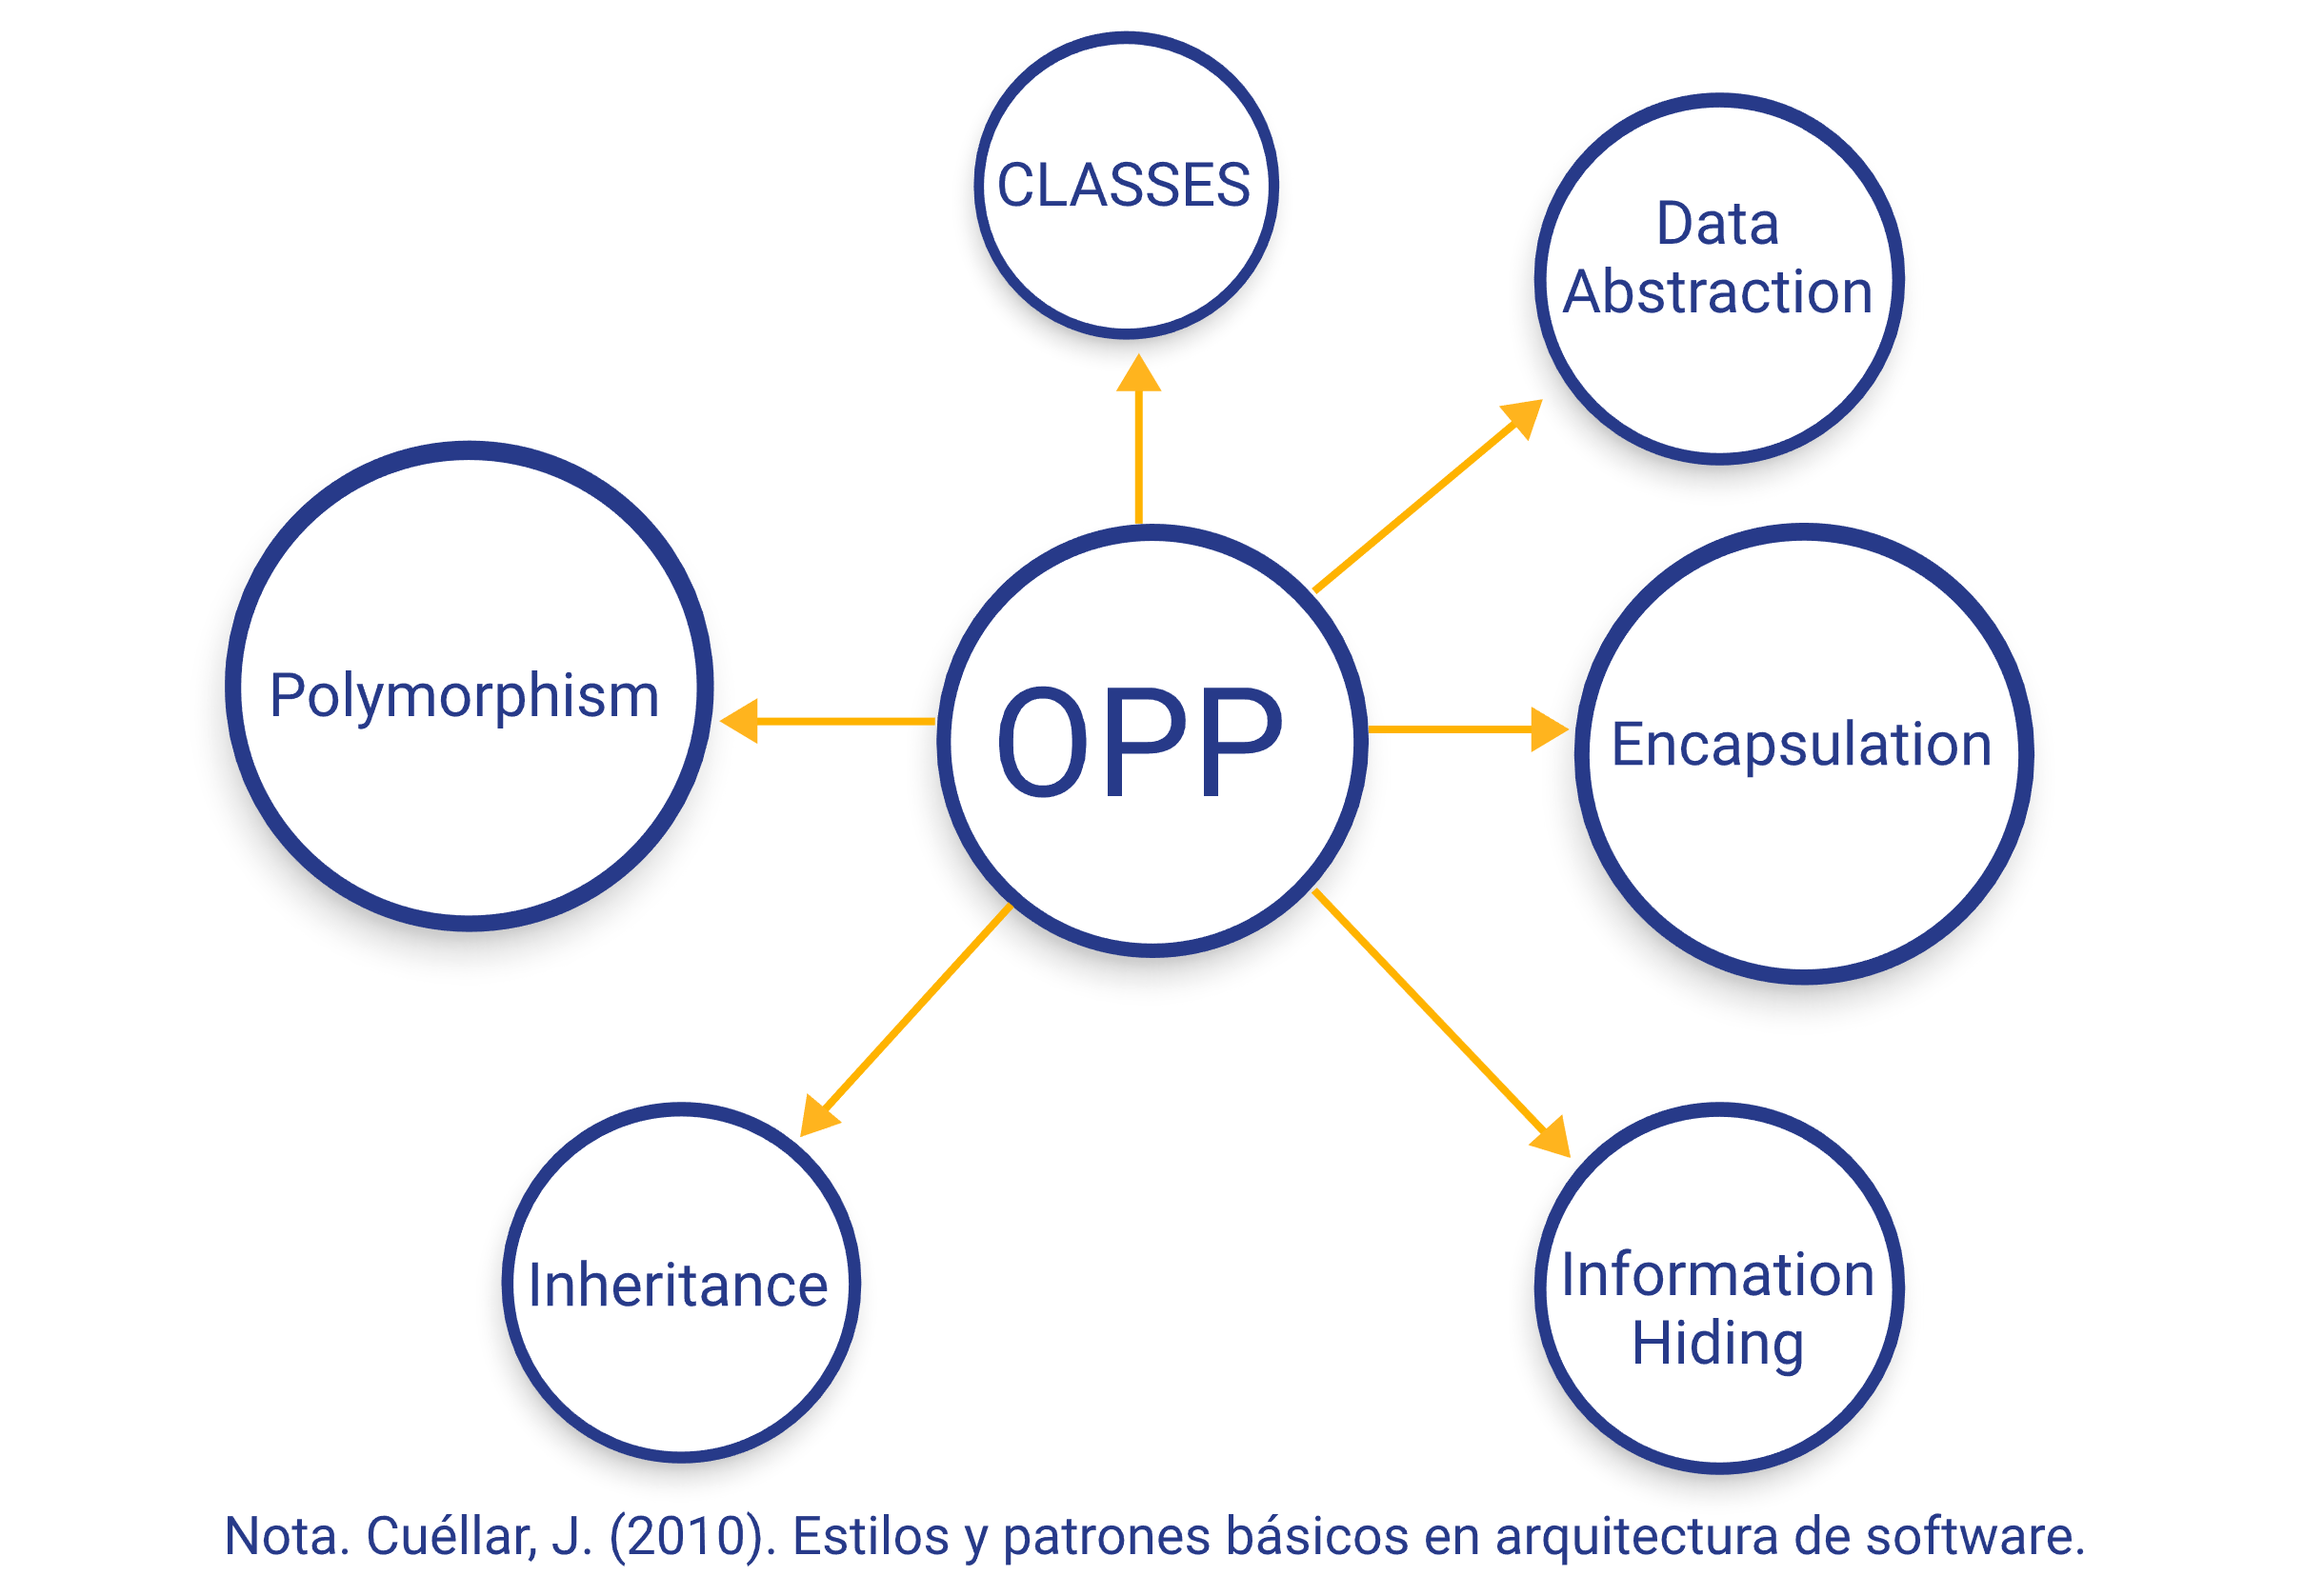 CLASSES
Data
Abstraction
Polymorphism
OPP
Encapsulation
Inheritance
Information
Hiding
Nota. Cuéllar, J. (2010). Estilos y patrones básicos en arquitectura de software.